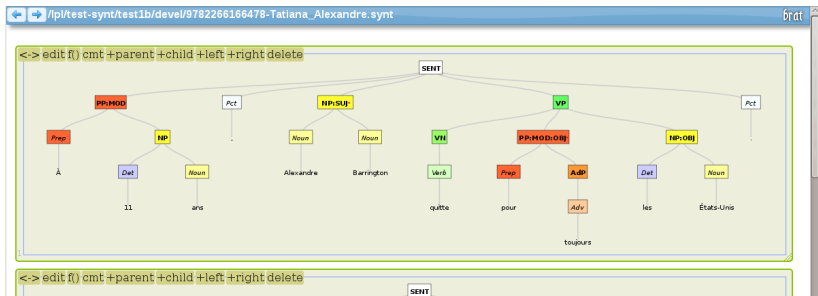 /lpl/test-synt/test1b/devel/9782266166478-Tatiana_Alexandre.synt brat
<-> edit f() cmt +parent +child +left +right delete
SENT
PP:MOD Pct NP:SUJ· VP Pct
Prep NP , Noun Noun VN PP:MOD:OBJ NP:OBJ .
À Det Noun Alexandre Barrington Verb Prep AdP Det Noun
11 ans quitte pour Adv les États-Unis
toujours
<-> edit f() cmt +parent +child +left +right delete
SENT